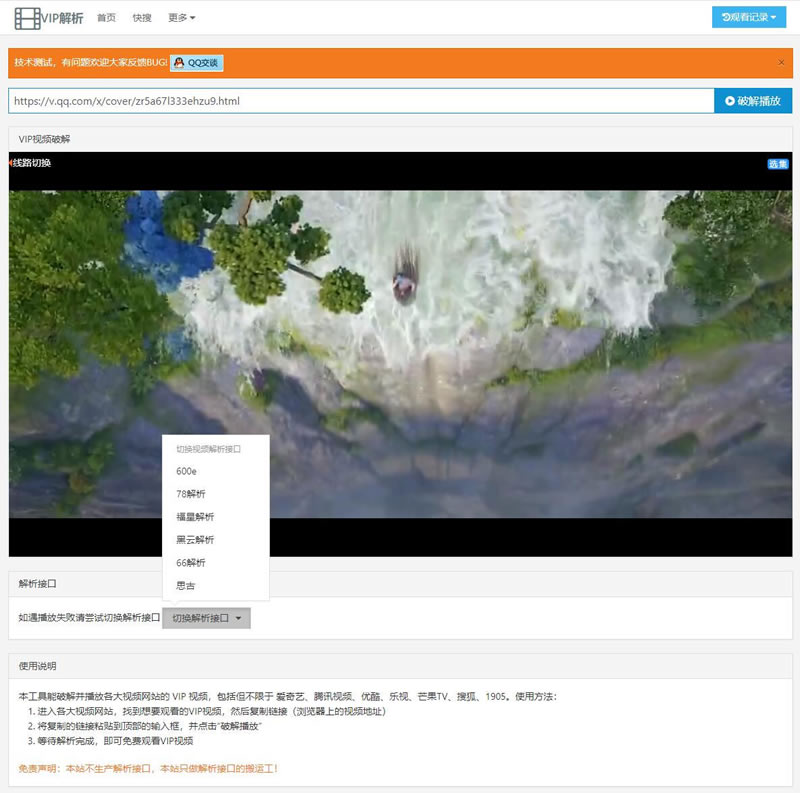 VIP解析 首页 快搜 更多 观看记录
技术测试,有问题欢迎大家反馈BUG! QQ交谈 ×
https://v.qq.com/x/cover/zr5a67l333ehzu9.html 破解播放
VIP视频破解
线路切换 选集
切换视频解析接口
600e
78解析
福星解析
黑云解析
66解析
思古
解析接口
如遇播放失败请尝试切换解析接口 切换解析接口
使用说明
本工具能破解并播放各大视频网站的 VIP 视频,包括但不限于 爱奇艺、腾讯视频、优酷、乐视、芒果TV、搜狐、1905。使用方法:
1. 进入各大视频网站,找到想要观看的VIP视频,然后复制链接(浏览器上的视频地址)
2. 将复制的链接粘贴到顶部的输入框,并点击"破解播放"
3. 等待解析完成,即可免费观看VIP视频
免责声明:本站不生产解析接口,本站只做解析接口的搬运工!